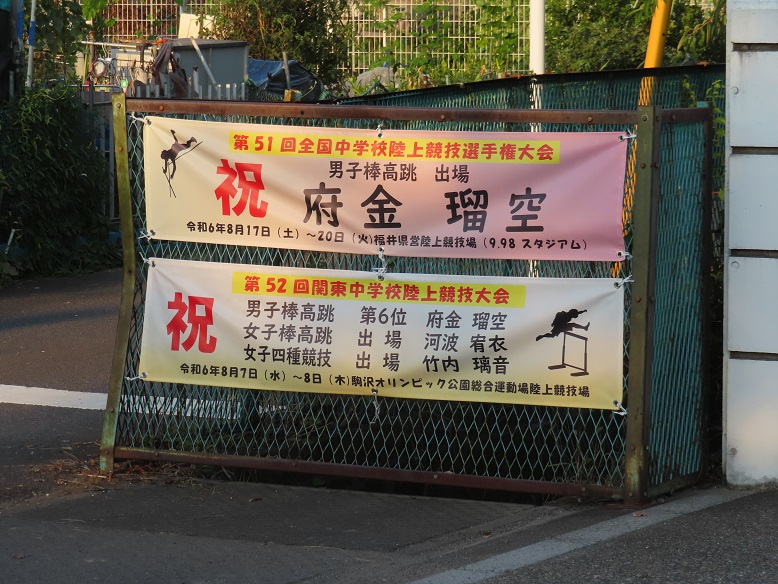 第51回全国中学校陸上競技選手権大会
男子棒高跳 出場
祝 府金 瑠空
令和6年8月17日（土）～20日（火）福井県営陸上競技場（9.98 スタジアム）
第52回関東中学校陸上競技大会
祝
男子棒高跳 第6位 府金 瑠空
女子棒高跳 出場 河波 宥衣
女子四種競技 出場 竹内 璃音
令和6年8月7日（水）～8日（木）駒沢オリンピック公園総合運動場陸上競技場